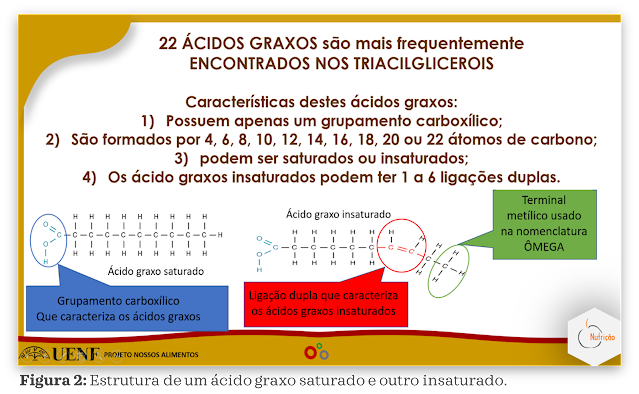 22 ÁCIDOS GRAXOS são mais frequentemente
ENCONTRADOS NOS TRIACILGLICEROIS
Características destes ácidos graxos:
1) Possuem apenas um grupamento carboxílico;
2) São formados por 4, 6, 8, 10, 12, 14, 16, 18, 20 ou 22 átomos de carbono;
3) podem ser saturados ou insaturados;
4) Os ácido graxos insaturados podem ter 1 a 6 ligações duplas.
Terminal
metílico usado
na nomenclatura
ÔMEGA
Ácido graxo insaturado
Ácido graxo saturado
Grupamento carboxílico
Que caracteriza os ácidos graxos
Ligação dupla que caracteriza
os ácidos graxos insaturados
Nutrição
UENF PROJETO NOSSOS ALIMENTOS
Figura 2: Estrutura de um ácido graxo saturado e outro insaturado.